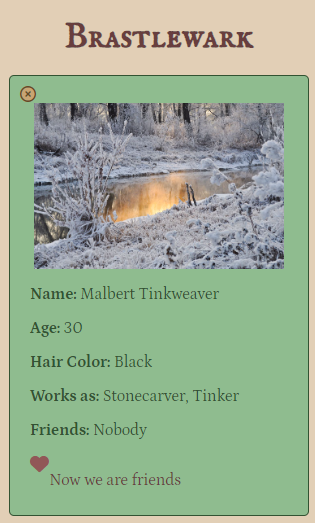 Brastlewark
Name: Malbert Tinkweaver
Age: 30
Hair Color: Black
Works as: Stonecarver, Tinker
Friends: Nobody
Now we are friends